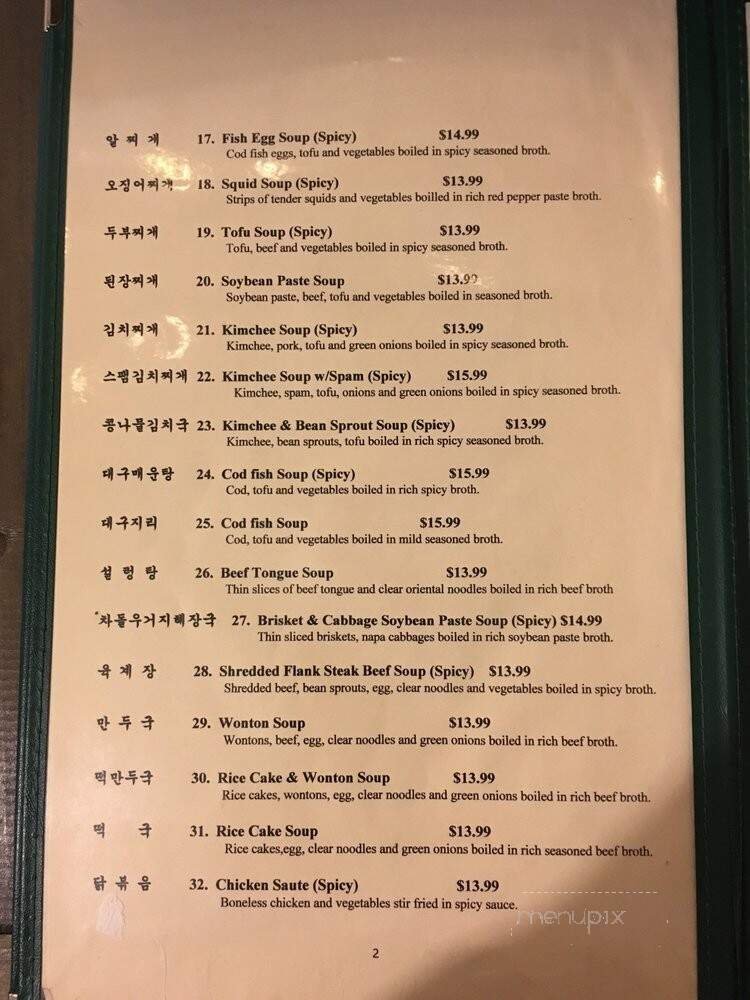 알 찌 개 17. Fish Egg Soup (Spicy) $14.99
Cod fish eggs, tofu and vegetables boiled in spicy seasoned broth.
오징어찌개 18. Squid Soup (Spicy) $13.99
Strips of tender squids and vegetables boilled in rich red pepper paste broth.
두부찌개 19. Tofu Soup (Spicy) $13.99
Tofu, beef and vegetables boiled in spicy seasoned broth.
된장찌개 20. Soybean Paste Soup $13.99
Soybean paste, beef, tofu and vegetables boiled in seasoned broth.
김치찌개 21. Kimchee Soup (Spicy) $13.99
Kimchee, pork, tofu and green onions boiled in spicy seasoned broth.
스팸김치찌개 22. Kimchee Soup w/Spam (Spicy) $15.99
Kimchee, spam, tofu, onions and green onions boiled in spicy seasoned broth.
콩나물김치국 23. Kimchee & Bean Sprout Soup (Spicy) $13.99
Kimchee, bean sprouts, tofu boiled in rich spicy seasoned broth.
대구매운탕 24. Cod fish Soup (Spicy) $15.99
Cod, tofu and vegetables boiled in rich spicy broth.
대구지리 25. Cod fish Soup $15.99
Cod, tofu and vegetables boiled in mild seasoned broth.
설 렁 탕 26. Beef Tongue Soup $13.99
Thin slices of beef tongue and clear oriental noodles boiled in rich beef broth
*차돌우거지해장국 27. Brisket & Cabbage Soybean Paste Soup (Spicy) $14.99
Thin sliced briskets, napa cabbages boiled in rich soybean paste broth.
육 계 장 28. Shredded Flank Steak Beef Soup (Spicy) $13.99
Shredded beef, bean sprouts, egg, clear noodles and vegetables boiled in spicy broth.
만 두 국 29. Wonton Soup $13.99
Wontons, beef, egg, clear noodles and green onions boiled in rich beef broth.
떡만두국 30. Rice Cake & Wonton Soup $13.99
Rice cakes, wontons, egg, clear noodles and green onions boiled in rich beef broth.
떡 국 31. Rice Cake Soup $13.99
Rice cakes,egg, clear noodles and green onions boiled in rich seasoned beef broth.
닭 볶 음 32. Chicken Saute (Spicy) $13.99
Boneless chicken and vegetables stir fried in spicy sauce.
menupix
2